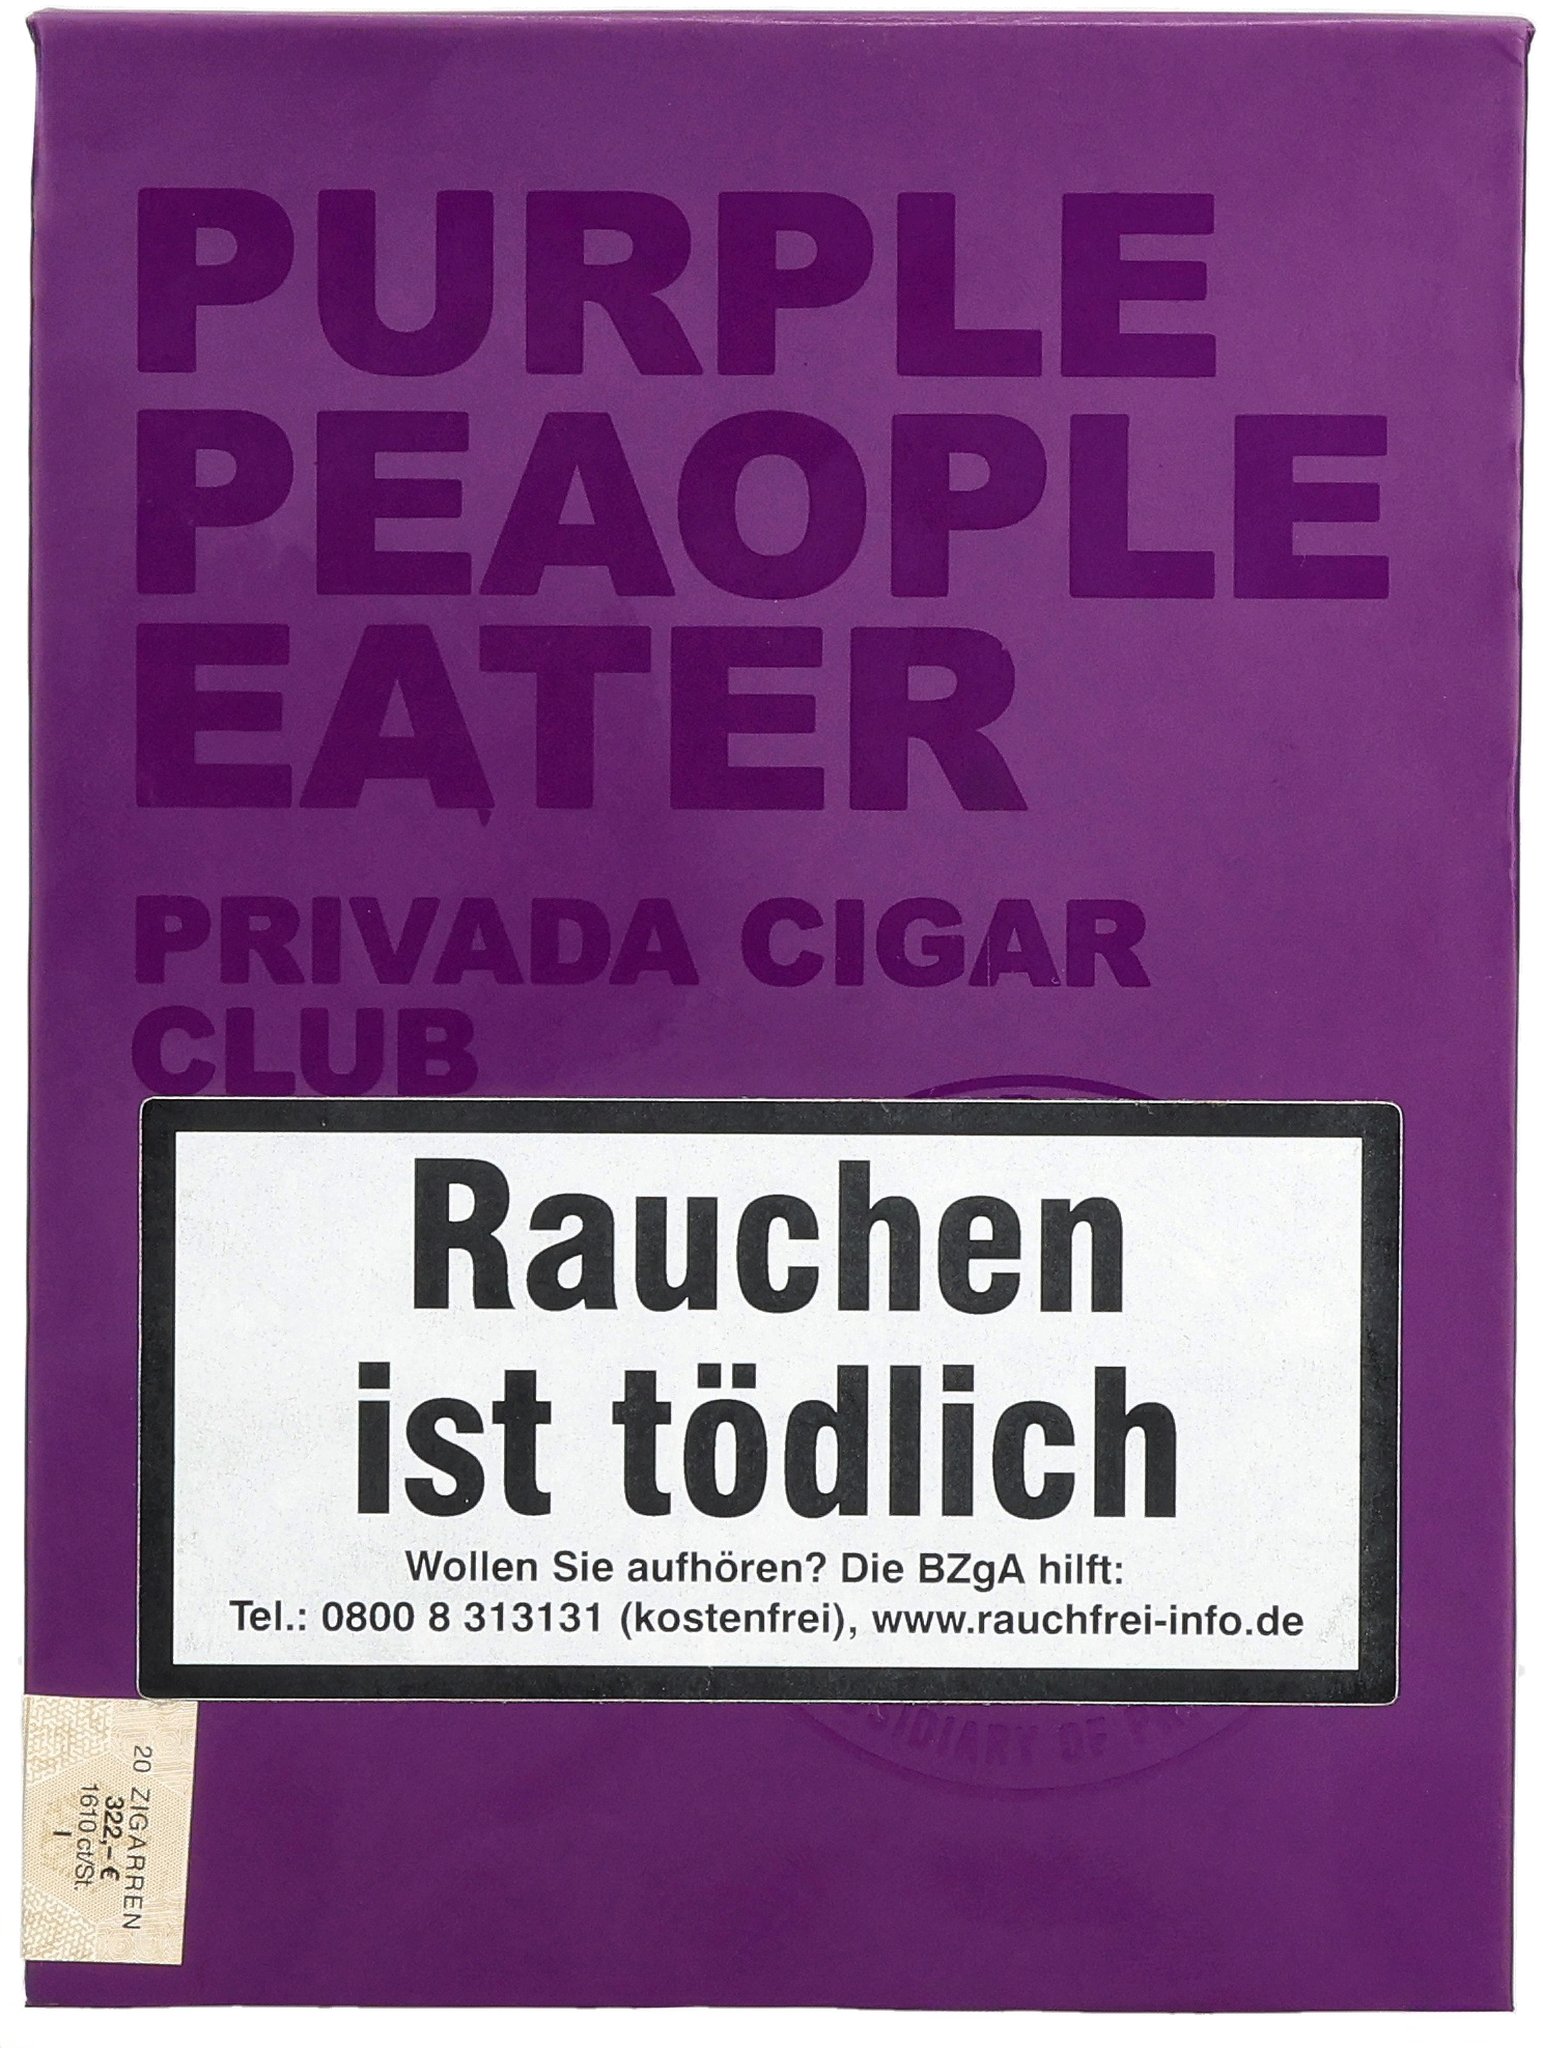 PURPLE
PEAOPLE
EATER
PRIVADA CIGAR
CLUB
Rauchen
ist tödlich
Wollen Sie aufhören? Die BZgA hilft:
Tel.: 0800 8 313131 (kostenfrei), www.rauchfrei-info.de
OF
20 ZIGARREN
322,– €
1610 ct/St.
I